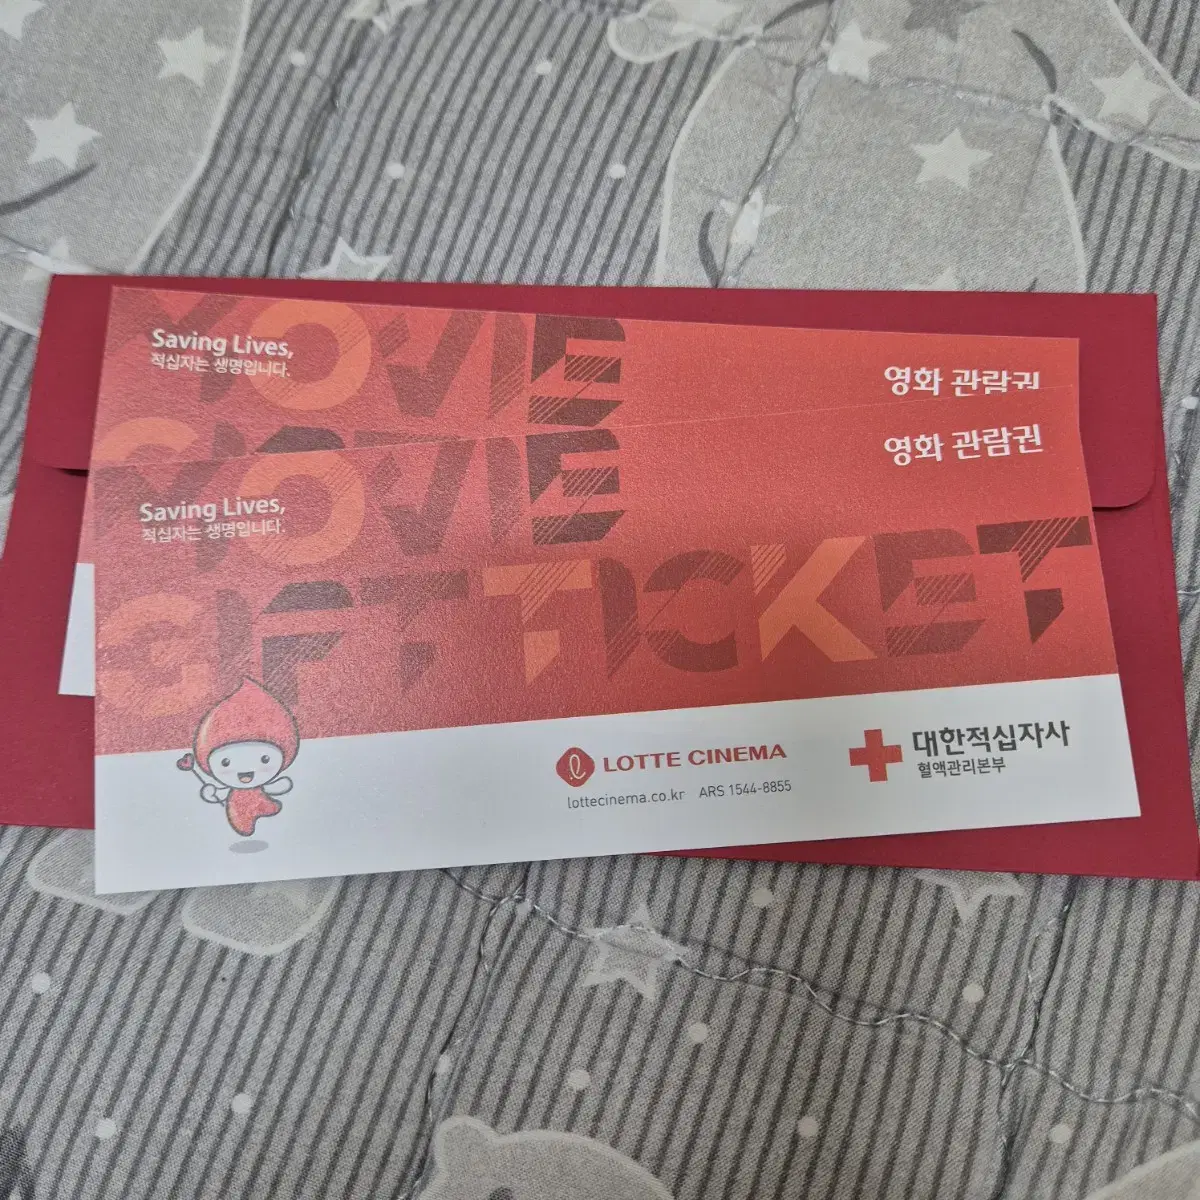 MOVIE
Saving Lives,
적십자는 생명입니다.
영화 관람권
MOVIE
영화 관람권
Saving Lives,
적십자는 생명입니다.
GIFT TICKET
LOTTE CINEMA
lottecinema.co.kr ARS 1544-8855
대한적십자사
혈액관리본부